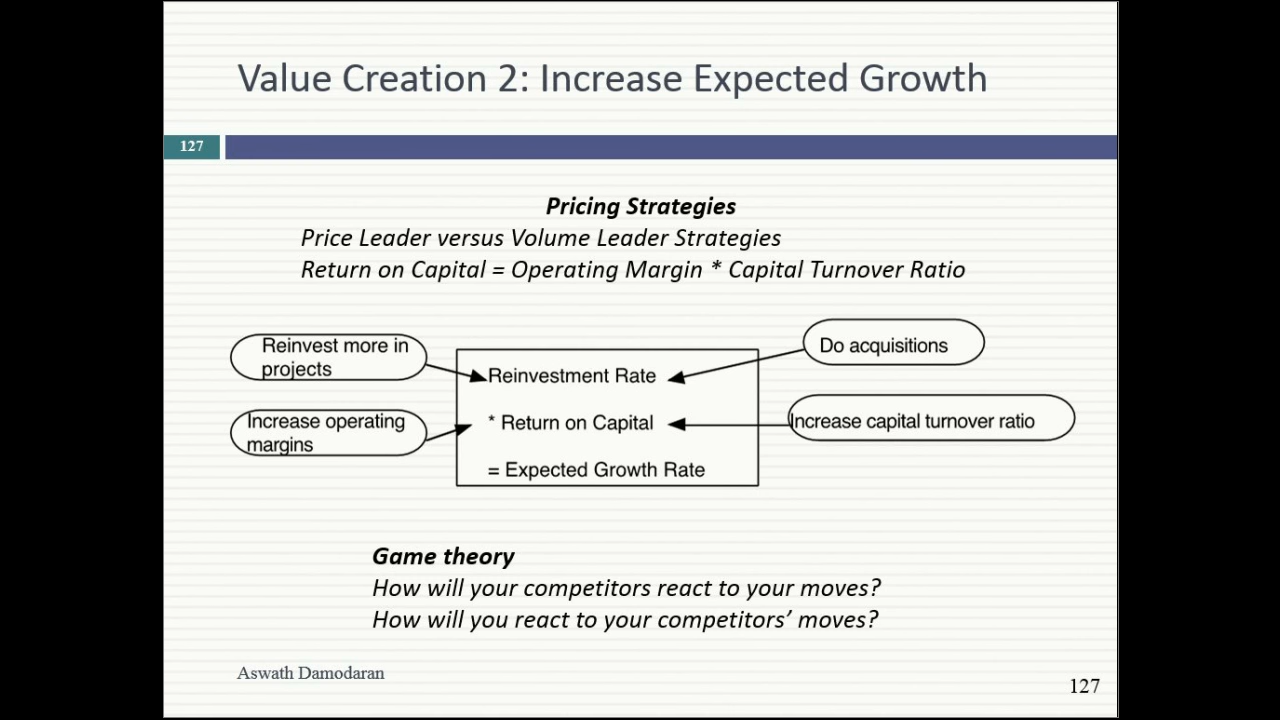 Value Creation 2: Increase Expected Growth
127
Pricing Strategies
Price Leader versus Volume Leader Strategies
Return on Capital = Operating Margin * Capital Turnover Ratio
Reinvest more in
projects
Do acquisitions
Reinvestment Rate
Increase operating
margins
* Return on Capital
Increase capital turnover ratio
= Expected Growth Rate
Game theory
How will your competitors react to your moves?
How will you react to your competitors’ moves?
Aswath Damodaran
127